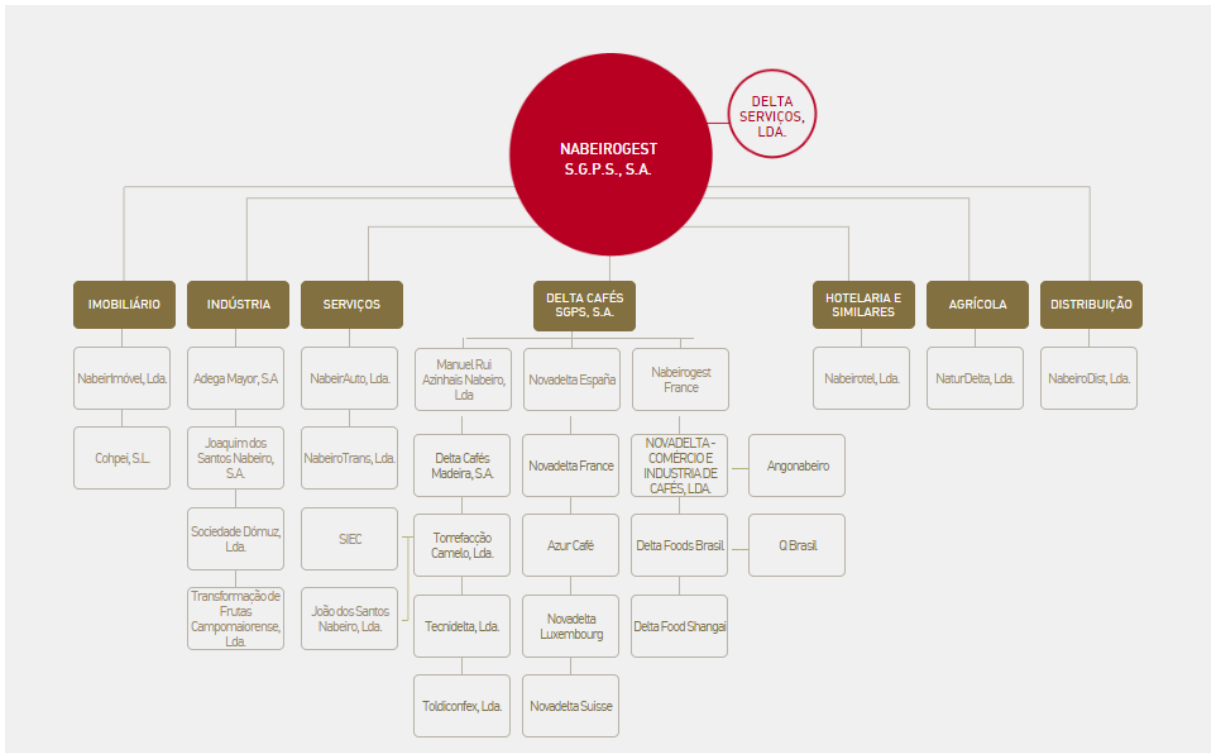 DELTA
SERVIÇOS,
LDA.
NABEIROGEST
S.G.P.S., S.A.
IMOBILIÁRIO
INDÚSTRIA
SERVIÇOS
DELTA CAFÉS
SGPS, S.A.
HOTELARIA E
SIMILARES
AGRÍCOLA
DISTRIBUIÇÃO
NabeirImóvel, Lda.
Adega Mayor, S.A
NabeirAuto, Lda.
Manuel Rui
Azinhais Nabeiro,
Lda
Novadelta España
Nabeirogest
France
Nabeirotel, Lda.
NaturDelta, Lda.
NabeiroDist, Lda.
Cohpei, S.L.
Joaquim dos
Santos Nabeiro,
S.A.
NabeiroTrans, Lda.
Delta Cafés
Madeira, S.A.
Novadelta France
NOVADELTA -
COMÉRCIO E
INDUSTRIA DE
CAFÉS, LDA.
Angonabeiro
Sociedade Dómuz,
Lda.
SIEC
Torrefacção
Camelo, Lda.
Azur Café
Delta Foods Brasil
Q Brasil
Transformação de
Frutas
Campomaiorense,
Lda.
João dos Santos
Nabeiro, Lda.
Tecnidelta, Lda.
Novadelta
Luxembourg
Delta Food Shangai
Toldiconfex, Lda.
Novadelta Suisse